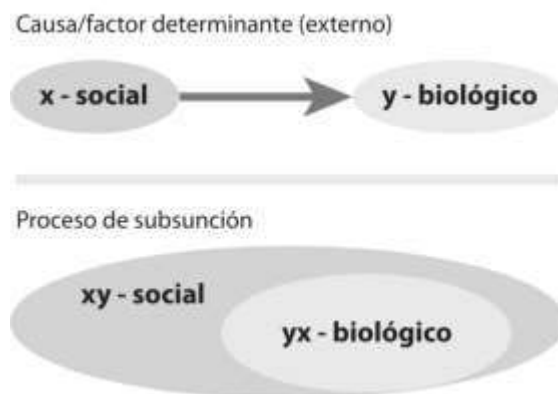 Causa/factor determinante (externo)
x - social
y - biológico
Proceso de subsunción
xy - social
yx - biológico